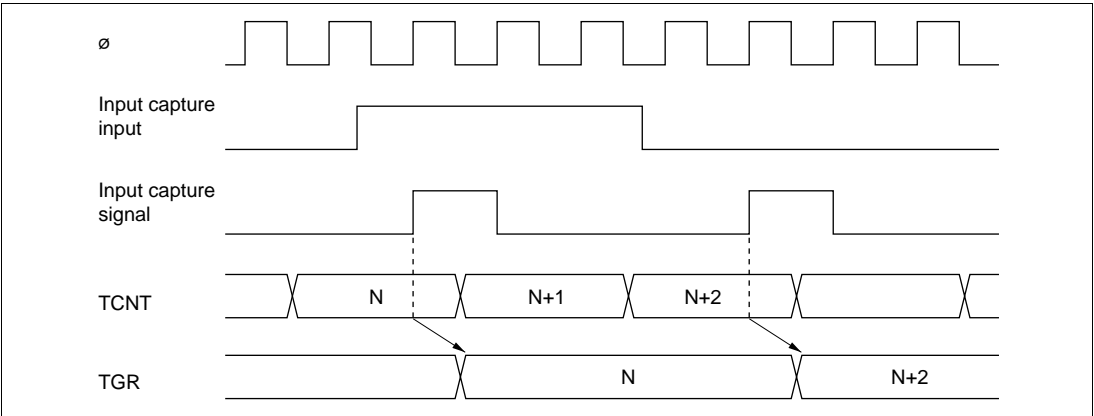 ø
Input capture
input
Input capture
signal
TCNT N N+1 N+2
TGR N N+2